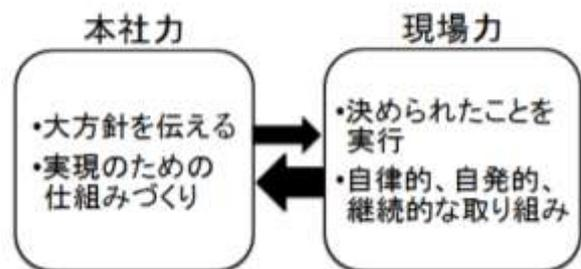 本社力
・大方針を伝える
・実現のための
仕組みづくり
現場力
・決められたことを
実行
・自律的、自発的、
継続的な取り組み